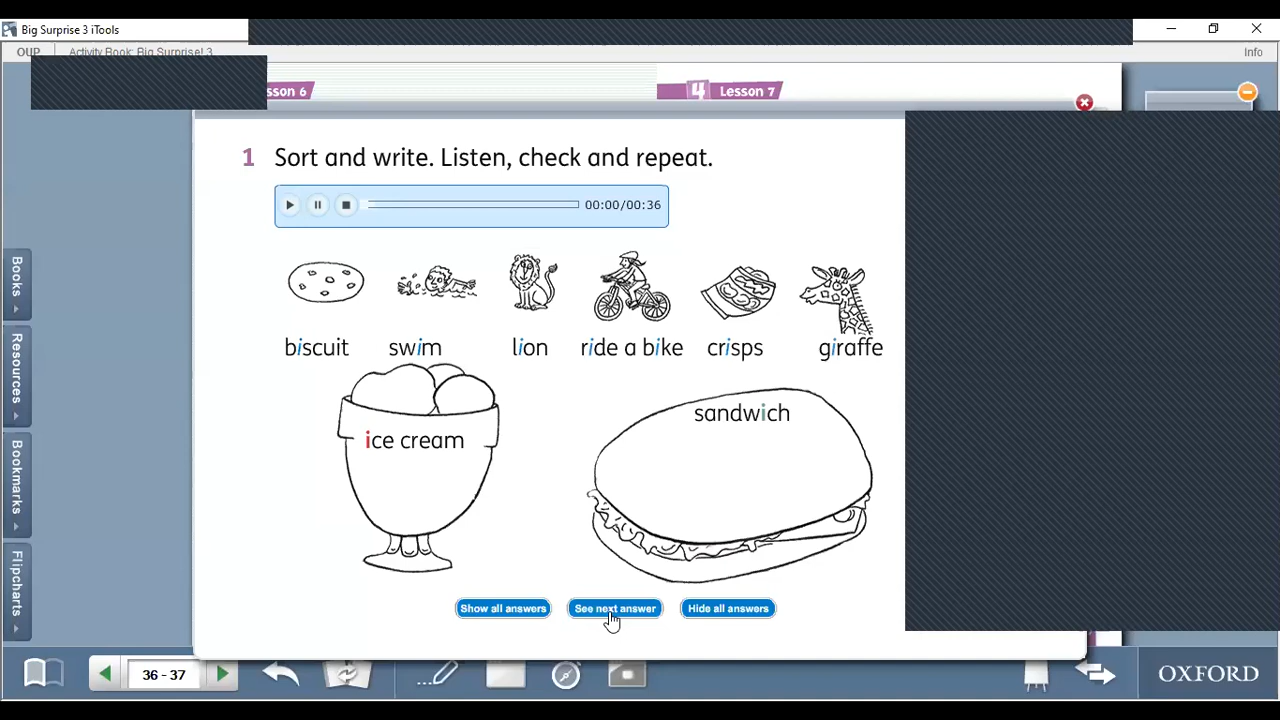 Big Surprise 3 iTools
OUP Activity Book: Big Surprise! 3 Info
sson 6
4 Lesson 7
1 Sort and write. Listen, check and repeat.
00:00/00:36
biscuit swim lion ride a bike crisps giraffe
sandwich
ice cream
Show all answers See next answer Hide all answers
Books
Resources
Bookmarks
Flipcharts
36 - 37
OXFORD